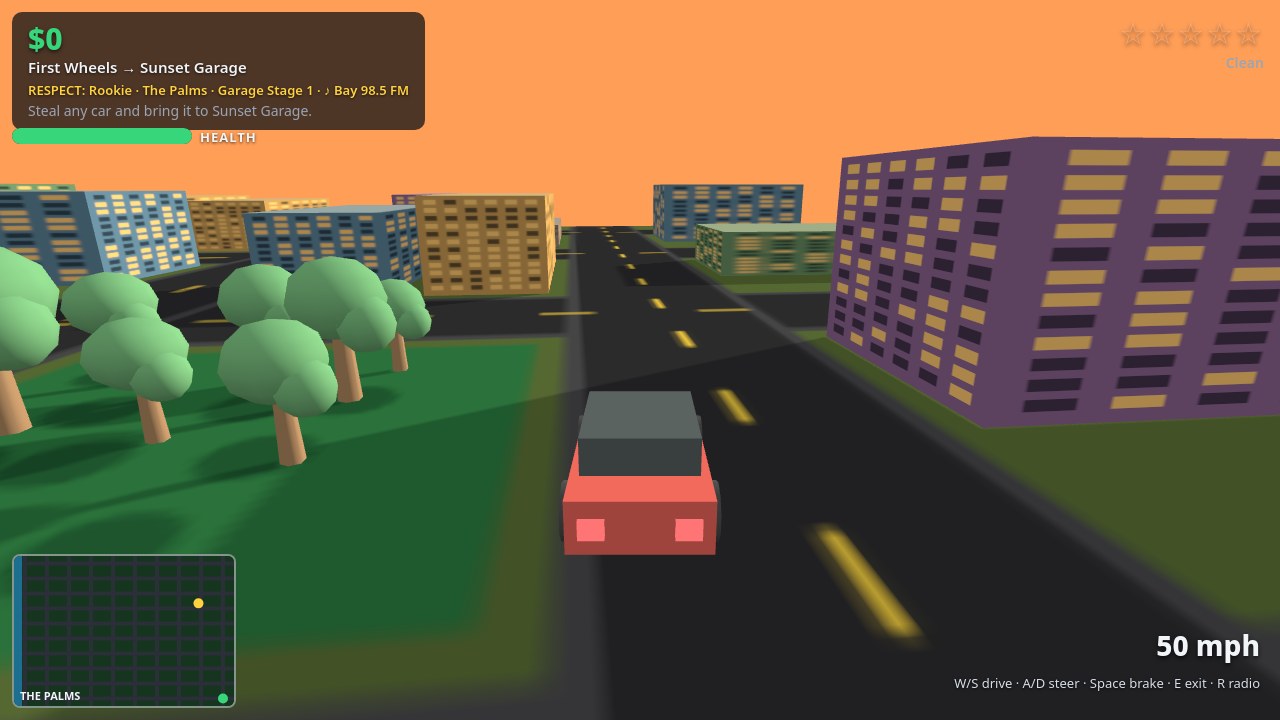 $0
First Wheels → Sunset Garage
RESPECT: Rookie · The Palms · Garage Stage 1 · ♪ Bay 98.5 FM
Steal any car and bring it to Sunset Garage.
HEALTH
☆☆☆☆☆
Clean
THE PALMS
50 mph
W/S drive · A/D steer · Space brake · E exit · R radio